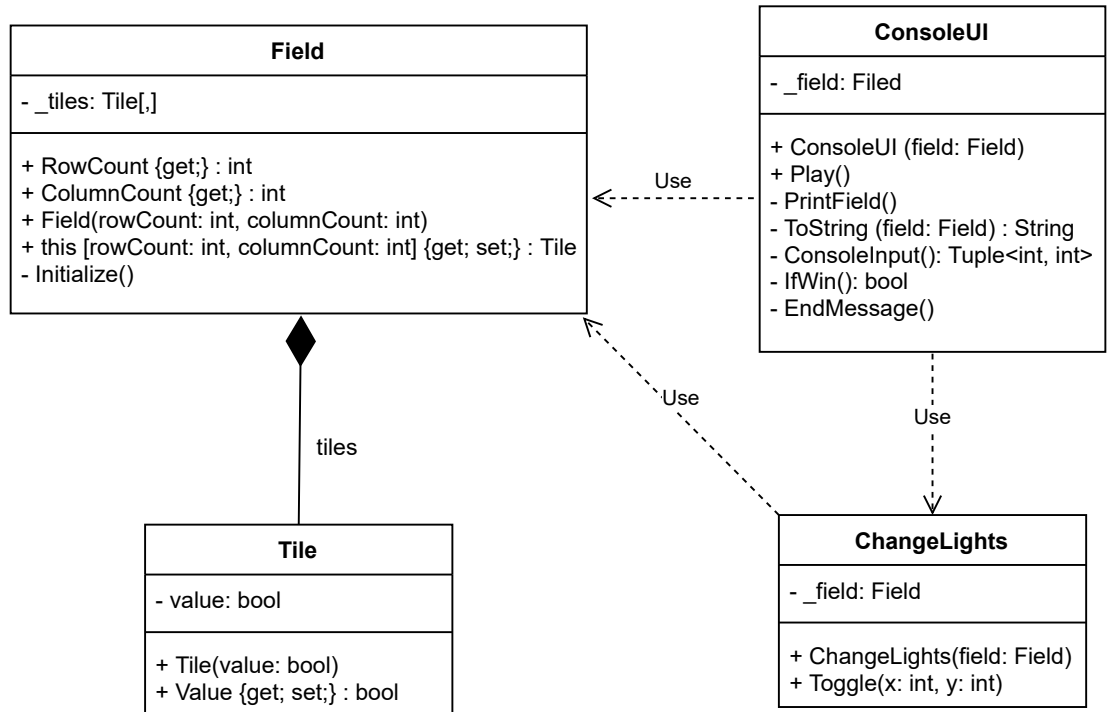 Field
- _tiles: Tile[,]
+ RowCount {get;} : int
+ ColumnCount {get;} : int
+ Field(rowCount: int, columnCount: int)
+ this [rowCount: int, columnCount: int] {get; set;} : Tile
- Initialize()
ConsoleUI
- _field: Filed
+ ConsoleUI (field: Field)
+ Play()
- PrintField()
- ToString (field: Field) : String
- ConsoleInput(): Tuple<int, int>
- IfWin(): bool
- EndMessage()
Use
Use
Use
tiles
Tile
- value: bool
+ Tile(value: bool)
+ Value {get; set;} : bool
ChangeLights
- _field: Field
+ ChangeLights(field: Field)
+ Toggle(x: int, y: int)